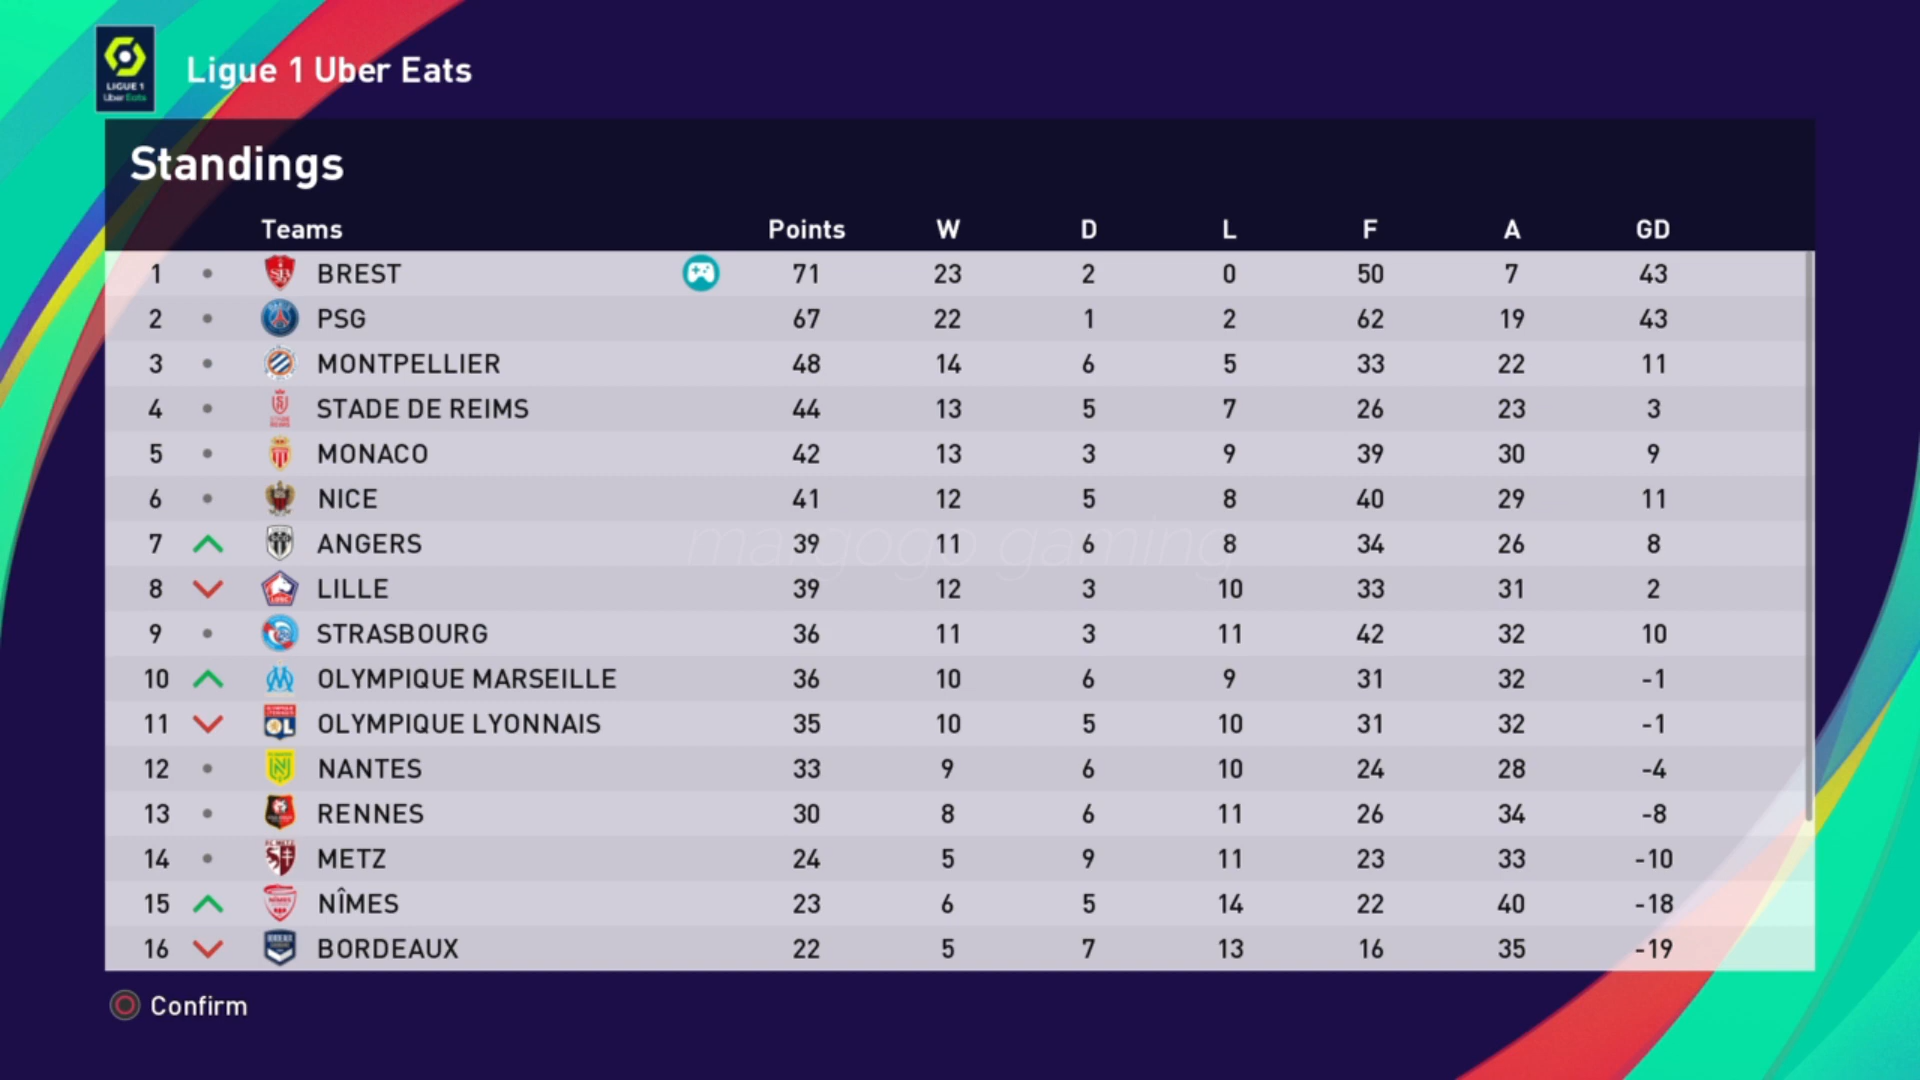 LIGUE 1
Uber Eats
Ligue 1 Uber Eats
Standings
Teams Points W D L F A GD
1 BREST 71 23 2 0 50 7 43
2 PSG 67 22 1 2 62 19 43
3 MONTPELLIER 48 14 6 5 33 22 11
4 STADE DE REIMS 44 13 5 7 26 23 3
5 MONACO 42 13 3 9 39 30 9
6 NICE 41 12 5 8 40 29 11
7 ANGERS 39 11 6 8 34 26 8
8 LILLE 39 12 3 10 33 31 2
9 STRASBOURG 36 11 3 11 42 32 10
10 OLYMPIQUE MARSEILLE 36 10 6 9 31 32 -1
11 OLYMPIQUE LYONNAIS 35 10 5 10 31 32 -1
12 NANTES 33 9 6 10 24 28 -4
13 RENNES 30 8 6 11 26 34 -8
14 METZ 24 5 9 11 23 33 -10
15 NÎMES 23 6 5 14 22 40 -18
16 BORDEAUX 22 5 7 13 16 35 -19
margogo gaming
Confirm